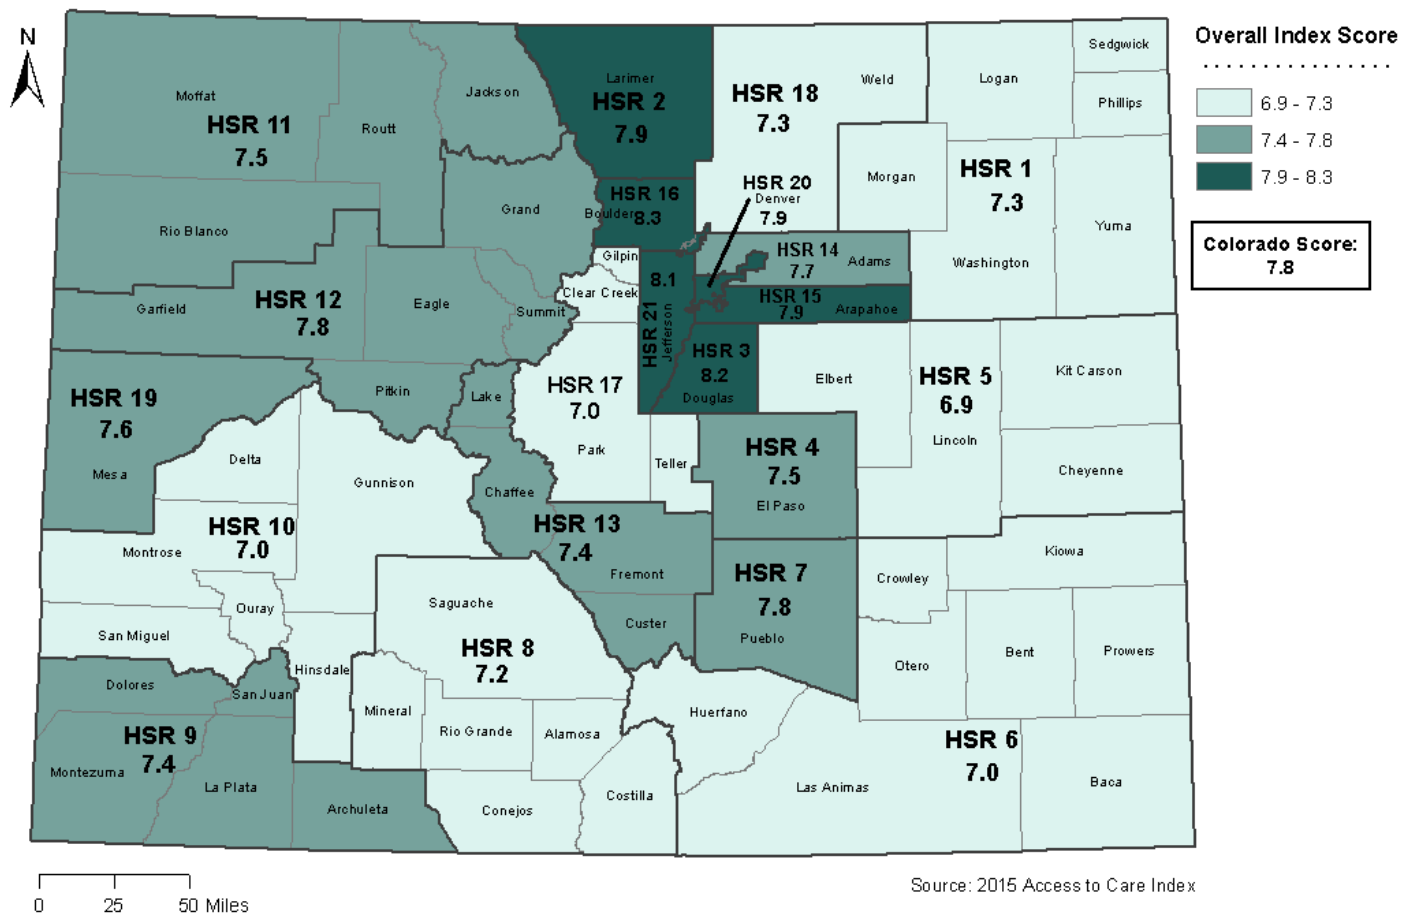 N
Overall Index Score
6.9 - 7.3
7.4 - 7.8
7.9 - 8.3
Colorado Score:
7.8
Moffat
HSR 11
7.5
Routt
Jackson
Rio Blanco
Grand
Larimer
HSR 2
7.9
HSR 18
7.3
Weld
Logan
Sedgwick
Phillips
Morgan
HSR 1
7.3
Yuma
Washington
HSR 16
Boulder
8.3
HSR 20
Denver
7.9
Gilpin
Clear Creek
8.1
HSR 21
Jefferson
HSR 14
7.7
Adams
HSR 15
7.9
Arapahoe
HSR 3
8.2
Douglas
Garfield
HSR 12
7.8
Eagle
Summit
Pitkin
Lake
HSR 19
7.6
Mesa
HSR 17
7.0
Park
Teller
Elbert
HSR 5
6.9
Lincoln
Kit Carson
Cheyenne
HSR 4
7.5
El Paso
Delta
Gunnison
Chaffee
HSR 10
7.0
Montrose
Ouray
San Miguel
Hinsdale
HSR 13
7.4
Fremont
Custer
HSR 7
7.8
Pueblo
Crowley
Kiowa
Otero
Bent
Prowers
Saguache
HSR 8
7.2
Mineral
Rio Grande
Alamosa
Conejos
Costilla
Dolores
San Juan
HSR 9
7.4
Montezuma
La Plata
Archuleta
Huerfano
HSR 6
7.0
Las Animas
Baca
0 25 50 Miles
Source: 2015 Access to Care Index